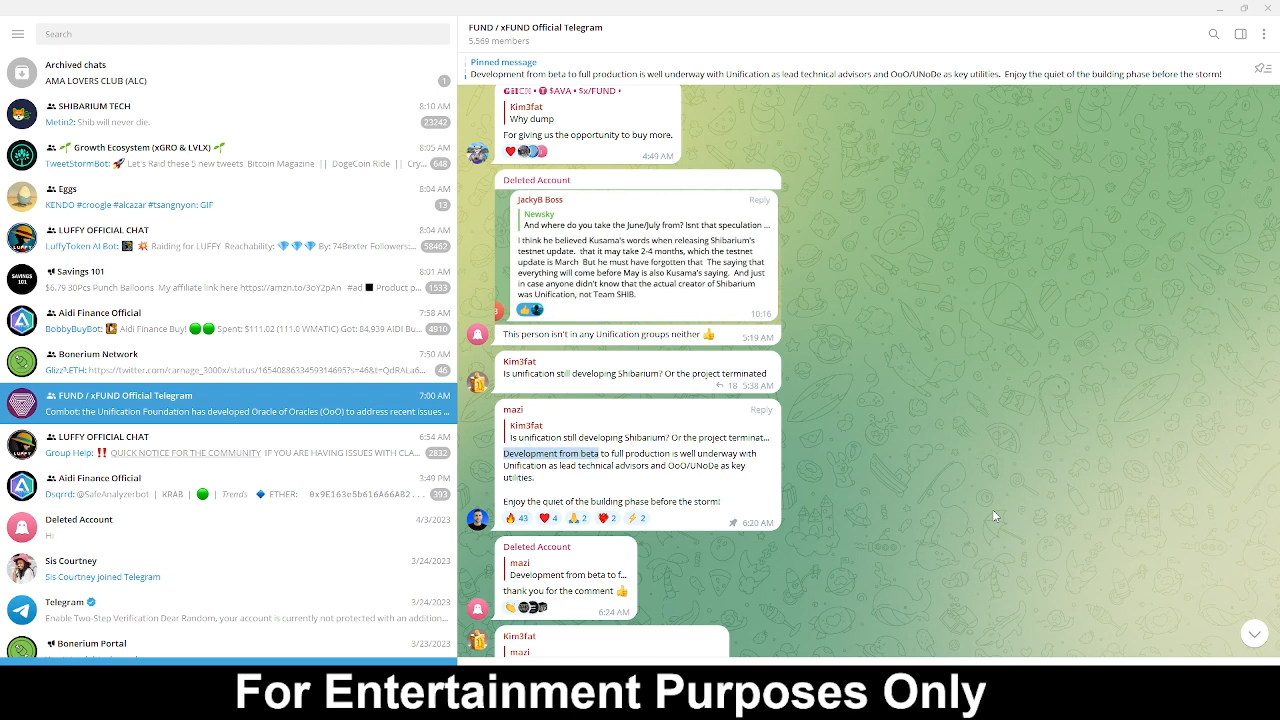 Search
Archived chats
AMA LOVERS CLUB (ALC)
1
SHIBARIUM TECH
8:10 AM
Metin2: Shib will never die.
23242
🌱 Growth Ecosystem (xGRO & LVLX) 🌱
8:05 AM
TweetStormBot: 🚀 Let's Raid these 5 new tweets Bitcoin Magazine || DogeCoin Ride || Cry...
648
Eggs
8:04 AM
KENDO #croogle #alcazar #tsangnyon: GIF
13
LUFFY OFFICIAL CHAT
8:04 AM
LuffyToken AI Bot: 💥 Raiding for LUFFY Reachability: 💎💎💎 By: 74Bexter Followers:...
58462
Savings 101
8:01 AM
$6.79 30Pcs Punch Balloons My affiliate link here https://amzn.to/3oY2pAn #ad ⬛ Product p...
1533
Aidi Finance Official
7:58 AM
BobbyBuyBot: Aidi Finance Buy! 🟢🟢 Spent: $111.02 (111.0 WMATIC) Got: 84.939 AIDI Bu...
4910
Bonerium Network
7:50 AM
Glizz?.ETH: https://twitter.com/carnage_3000x/status/1654088633459314695?s=46&t=QdRALa6...
46
FUND / xFUND Official Telegram
7:00 AM
Combot: the Unification Foundation has developed Oracle of Oracles (OoO) to address recent issues ...
LUFFY OFFICIAL CHAT
6:54 AM
Group Help: ‼️ QUICK NOTICE FOR THE COMMUNITY IF YOU ARE HAVING ISSUES WITH CLA...
2832
Aidi Finance Official
3:49 PM
Dsqrrd: @SafeAnalyzerbot | KRAB | 🟢 | Trends 🔷 ETHER: 0x9E163e5b616A66AB2...
393
Deleted Account
4/3/2023
Hi
Sis Courtney
3/24/2023
Sis Courtney joined Telegram
Telegram
3/24/2023
Enable Two-Step Verification Dear Random, your account is currently not protected with an addition...
Bonerium Portal
3/23/2023
FUND / xFUND Official Telegram
5,569 members
Pinned message
Development from beta to full production is well underway with Unification as lead technical advisors and OoO/UNoDe as key utilities. Enjoy the quiet of the building phase before the storm!
$AVA • $x/FUND •
Kim3fat
Why dump
For giving us the opportunity to buy more.
4:49 AM
Deleted Account
JackyB Boss
Reply
Newsky
And where do you take the June/July from? Isnt that speculation ...
I think he believed Kusama's words when releasing Shibarium's
testnet update. that it may take 2-4 months, which the testnet
update is March But he must have forgotten that The saying that
everything will come before May is also Kusama's saying. And just
in case anyone didn't know that the actual creator of Shibarium
was Unification, not Team SHIB.
10:16
This person isn't in any Unification groups neither 👍
5:19 AM
Kim3fat
Is unification still developing Shibarium? Or the project terminated
18 5:38 AM
mazi
Reply
Kim3fat
Is unification still developing Shibarium? Or the project terminat...
Development from beta to full production is well underway with
Unification as lead technical advisors and OoO/UNoDe as key
utilities.
Enjoy the quiet of the building phase before the storm!
🔥 43 ❤️ 4 🙏 2 2 ⚡ 2
6:20 AM
Deleted Account
mazi
Development from beta to f...
thank you for the comment 👍
6:24 AM
Kim3fat
mazi
For Entertainment Purposes Only